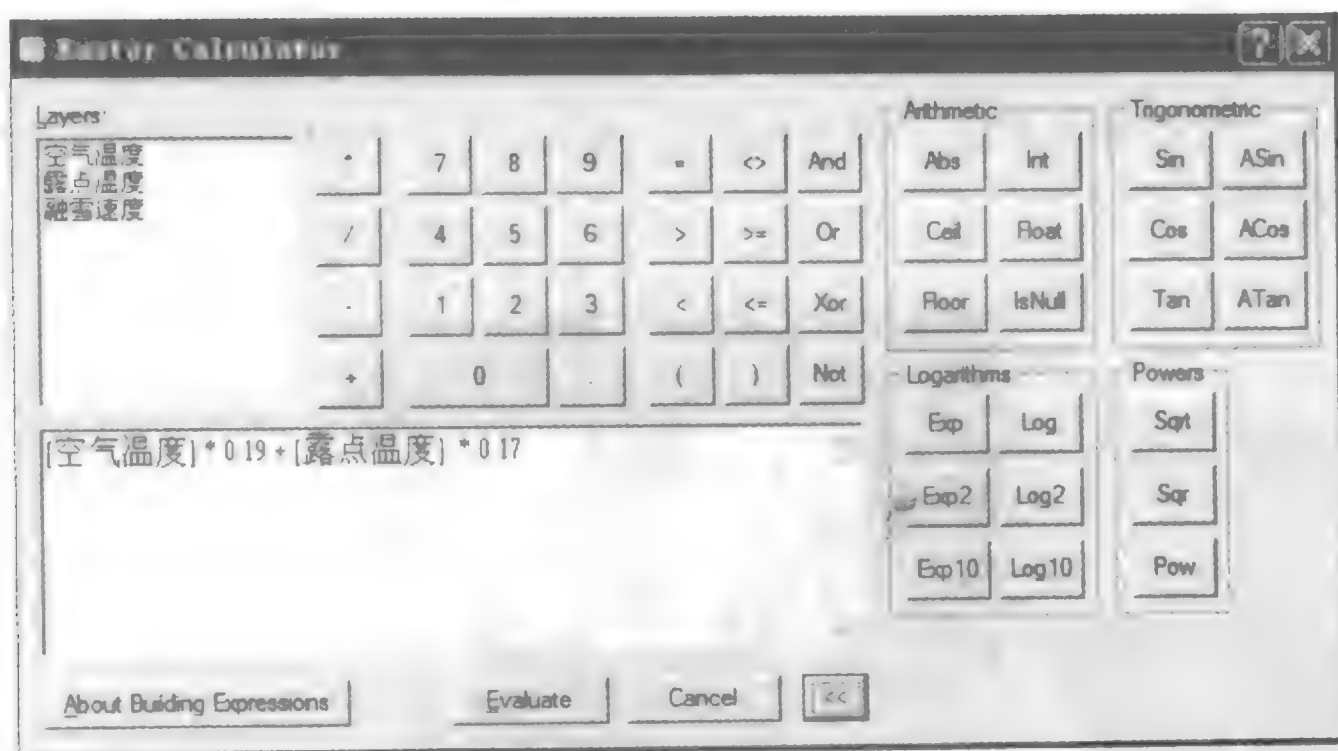 Raster Calculator
? ×
Layers:
空气温度
露点温度
融雪速度
* 7 8 9 = <> And
/ 4 5 6 > >= Or
- 1 2 3 < <= Xor
+ 0 . ( ) Not
Arithmetic
Abs Int
Ceil Float
Floor IsNull
Trigonometric
Sin ASin
Cos ACos
Tan ATan
Logarithms
Exp Log
Exp2 Log2
Exp10 Log10
Powers
Sqrt
Sqr
Pow
[空气温度] * 0.19 + [露点温度] * 0.17
About Building Expressions Evaluate Cancel <<